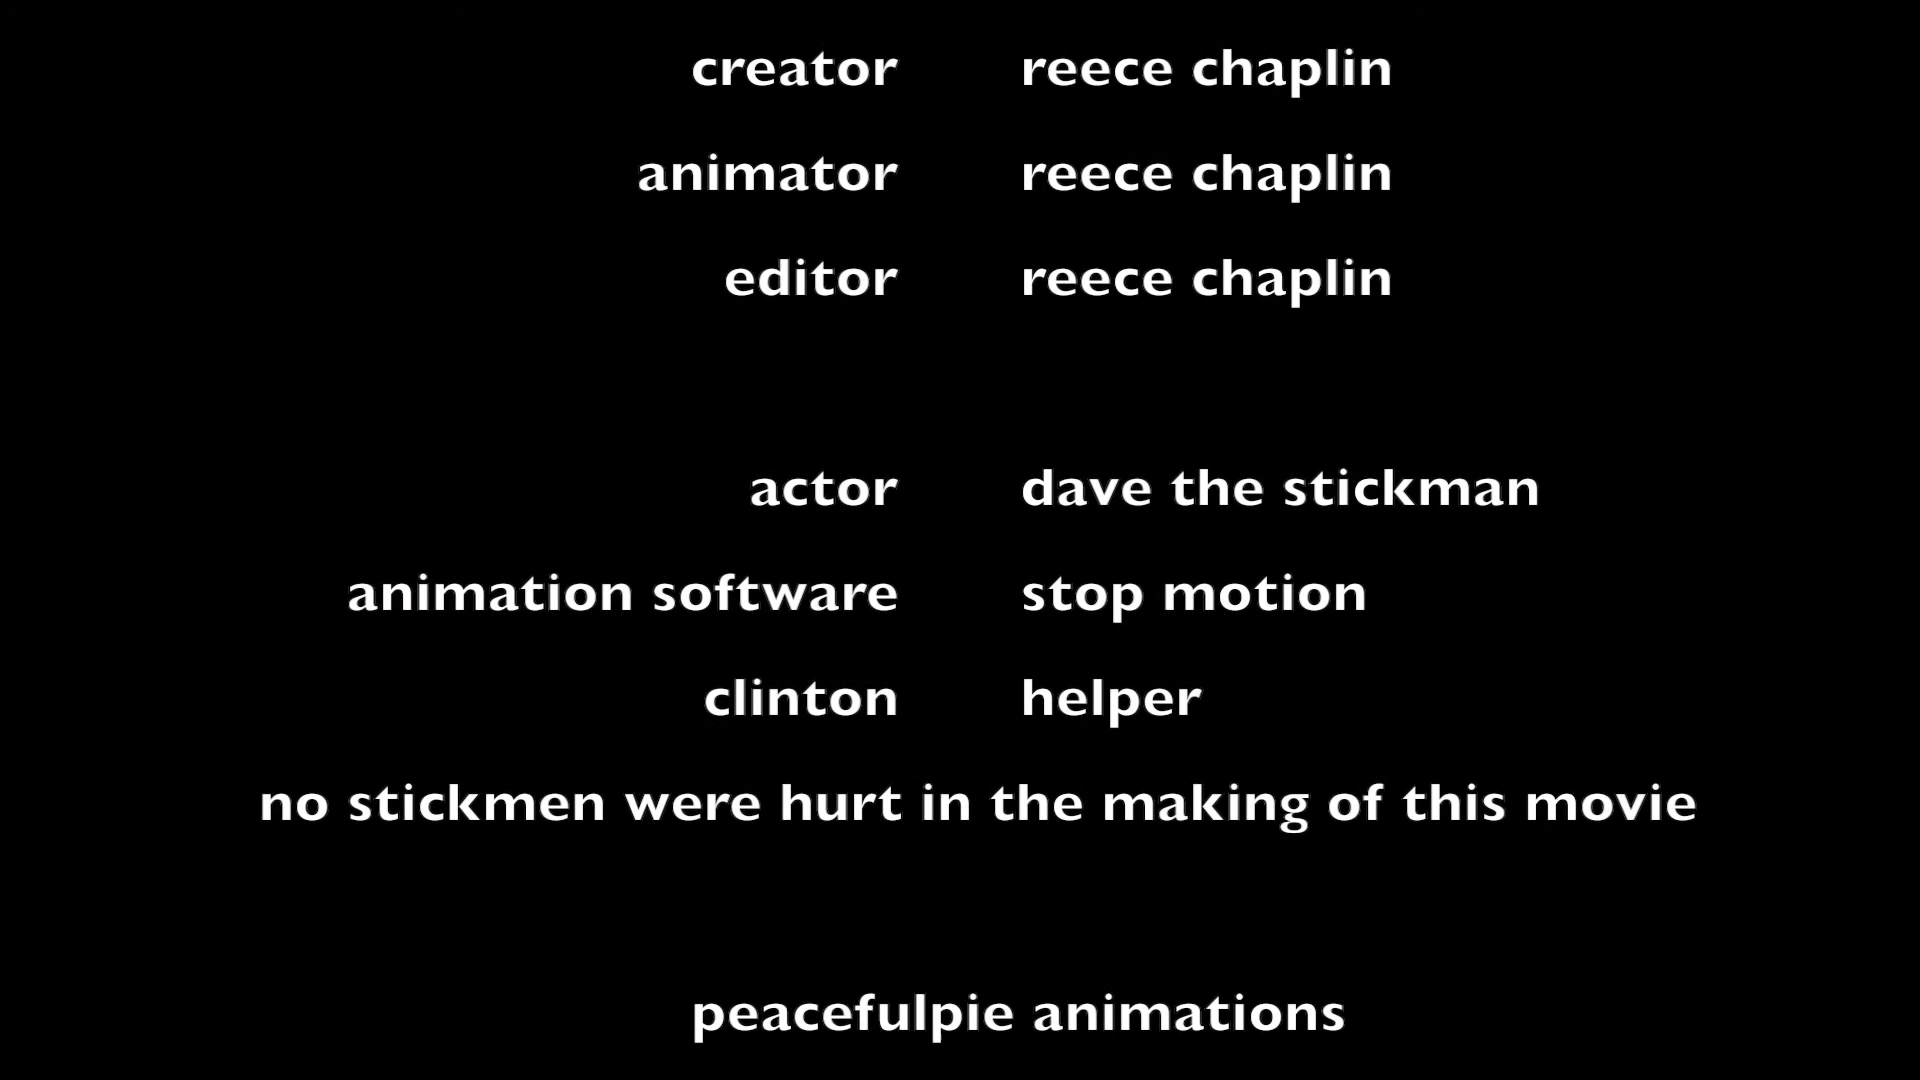 creator reece chaplin
animator reece chaplin
editor reece chaplin
actor dave the stickman
animation software stop motion
clinton helper
no stickmen were hurt in the making of this movie
peacefulpie animations